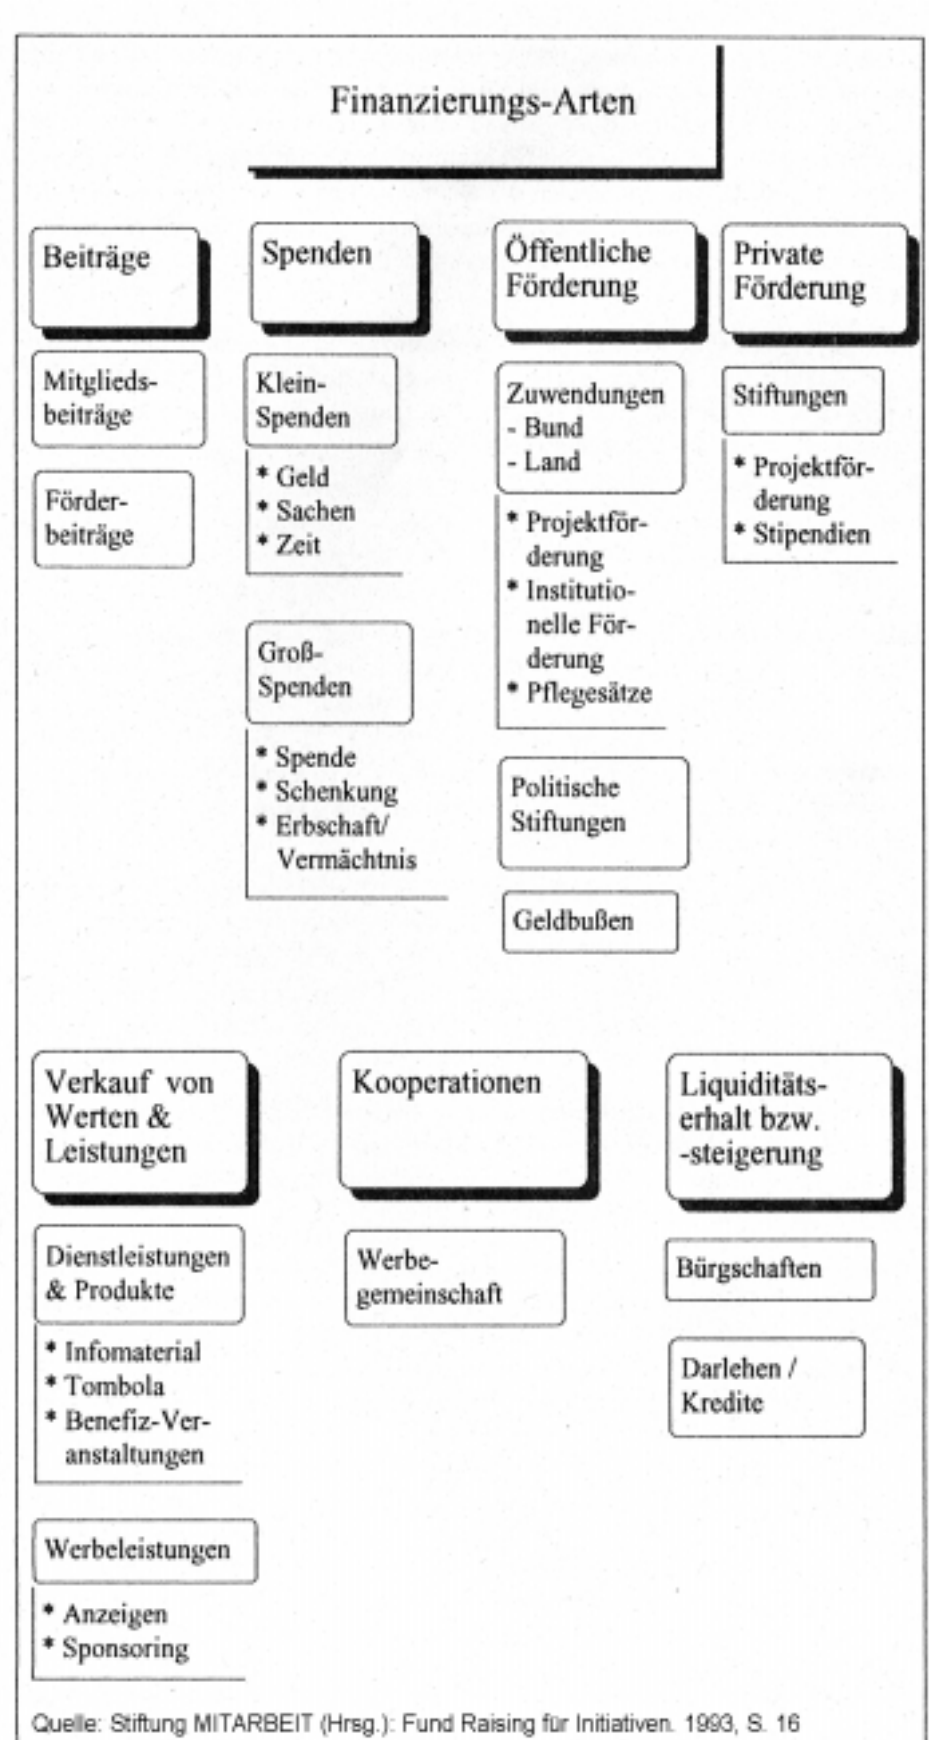 Finanzierungs-Arten
Beiträge
Mitglieds-
beiträge
Förder-
beiträge
Spenden
Klein-
Spenden
* Geld
* Sachen
* Zeit
Groß-
Spenden
* Spende
* Schenkung
* Erbschaft/
Vermächtnis
Öffentliche
Förderung
Zuwendungen
- Bund
- Land
* Projektför-
derung
* Institutio-
nelle För-
derung
* Pflegesätze
Politische
Stiftungen
Geldbußen
Private
Förderung
Stiftungen
* Projektför-
derung
* Stipendien
Verkauf von
Werten &
Leistungen
Dienstleistungen
& Produkte
* Infomaterial
* Tombola
* Benefiz-Ver-
anstaltungen
Werbeleistungen
* Anzeigen
* Sponsoring
Kooperationen
Werbe-
gemeinschaft
Liquiditäts-
erhalt bzw.
-steigerung
Bürgschaften
Darlehen /
Kredite
Quelle: Stiftung MITARBEIT (Hrsg.): Fund Raising für Initiativen. 1993, S. 16